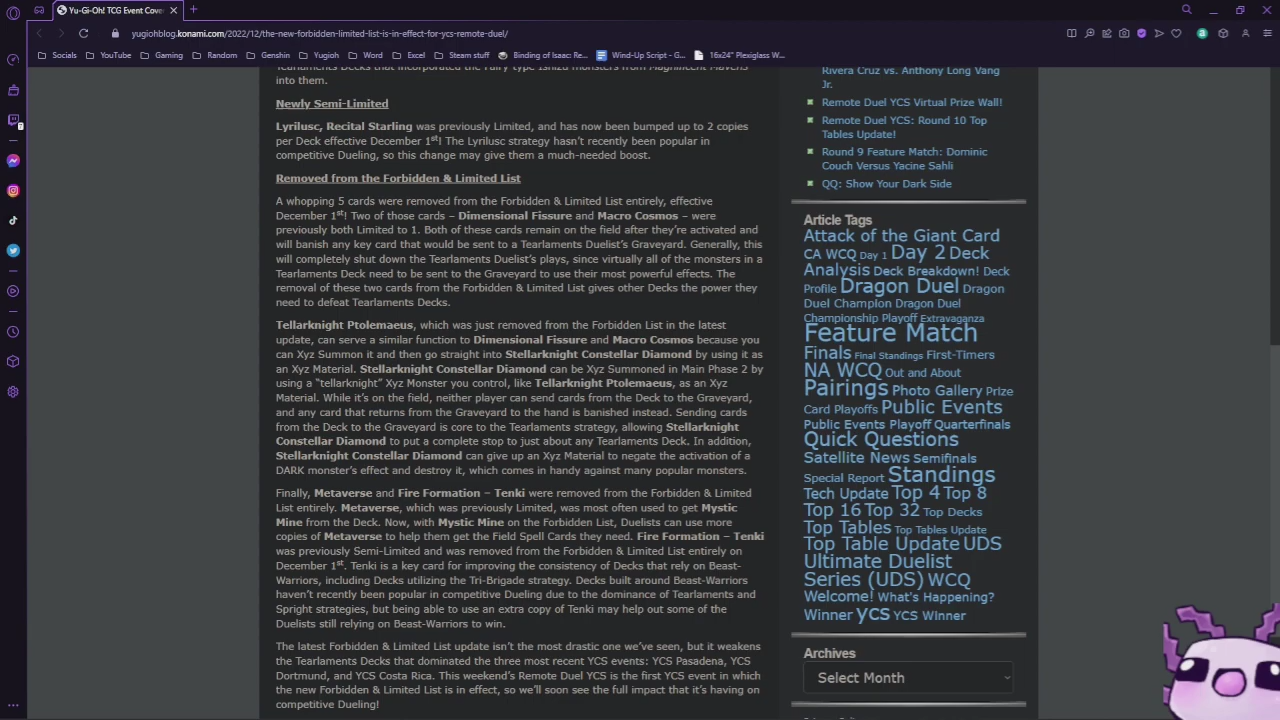 Yu-Gi-Oh! TCG Event Cove
yugiohblog.konami.com/2022/12/the-new-forbidden-limited-list-is-in-effect-for-ycs-remote-duel/
Socials YouTube Gaming Random Genshin Yugioh Word Excel Steam stuff Binding of Isaac: Re... Wind-Up Script - G... 16x24" Plexiglass W...
Tearlaments Decks that incorporated the Fairy type Ishizu monsters from Magnificent Mavens
into them.
Newly Semi-Limited
Lyrilusc, Recital Starling was previously Limited, and has now been bumped up to 2 copies
per Deck effective December 1st! The Lyrilusc strategy hasn't recently been popular in
competitive Dueling, so this change may give them a much-needed boost.
Removed from the Forbidden & Limited List
A whopping 5 cards were removed from the Forbidden & Limited List entirely, effective
December 1st! Two of those cards – Dimensional Fissure and Macro Cosmos – were
previously both Limited to 1. Both of these cards remain on the field after they're activated and
will banish any key card that would be sent to a Tearlaments Duelist's Graveyard. Generally, this
will completely shut down the Tearlaments Duelist's plays, since virtually all of the monsters in a
Tearlaments Deck need to be sent to the Graveyard to use their most powerful effects. The
removal of these two cards from the Forbidden & Limited List gives other Decks the power they
need to defeat Tearlaments Decks.
Tellarknight Ptolemaeus, which was just removed from the Forbidden List in the latest
update, can serve a similar function to Dimensional Fissure and Macro Cosmos because you
can Xyz Summon it and then go straight into Stellarknight Constellar Diamond by using it as
an Xyz Material. Stellarknight Constellar Diamond can be Xyz Summoned in Main Phase 2 by
using a "tellarknight" Xyz Monster you control, like Tellarknight Ptolemaeus, as an Xyz
Material. While it's on the field, neither player can send cards from the Deck to the Graveyard,
and any card that returns from the Graveyard to the hand is banished instead. Sending cards
from the Deck to the Graveyard is core to the Tearlaments strategy, allowing Stellarknight
Constellar Diamond to put a complete stop to just about any Tearlaments Deck. In addition,
Stellarknight Constellar Diamond can give up an Xyz Material to negate the activation of a
DARK monster's effect and destroy it, which comes in handy against many popular monsters.
Finally, Metaverse and Fire Formation – Tenki were removed from the Forbidden & Limited
List entirely. Metaverse, which was previously Limited, was most often used to get Mystic
Mine from the Deck. Now, with Mystic Mine on the Forbidden List, Duelists can use more
copies of Metaverse to help them get the Field Spell Cards they need. Fire Formation – Tenki
was previously Semi-Limited and was removed from the Forbidden & Limited List entirely on
December 1st. Tenki is a key card for improving the consistency of Decks that rely on Beast-
Warriors, including Decks utilizing the Tri-Brigade strategy. Decks built around Beast-Warriors
haven't recently been popular in competitive Dueling due to the dominance of Tearlaments and
Spright strategies, but being able to use an extra copy of Tenki may help out some of the
Duelists still relying on Beast-Warriors to win.
The latest Forbidden & Limited List update isn't the most drastic one we've seen, but it weakens
the Tearlaments Decks that dominated the three most recent YCS events: YCS Pasadena, YCS
Dortmund, and YCS Costa Rica. This weekend's Remote Duel YCS is the first YCS event in which
the new Forbidden & Limited List is in effect, so we'll soon see the full impact that it's having on
competitive Dueling!
Rivera Cruz vs. Anthony Long Vang
Jr.
Remote Duel YCS Virtual Prize Wall!
Remote Duel YCS: Round 10 Top
Tables Update!
Round 9 Feature Match: Dominic
Couch Versus Yacine Sahli
QQ: Show Your Dark Side
Article Tags
Attack of the Giant Card
CA WCQ Day 1 Day 2 Deck
Analysis Deck Breakdown! Deck
Profile Dragon Duel Dragon
Duel Champion Dragon Duel
Championship Playoff Extravaganza
Feature Match
Finals Final Standings First-Timers
NA WCQ Out and About
Pairings Photo Gallery Prize
Card Playoffs Public Events
Public Events Playoff Quarterfinals
Quick Questions
Satellite News Semifinals
Special Report Standings
Tech Update Top 4 Top 8
Top 16 Top 32 Top Decks
Top Tables Top Tables Update
Top Table Update UDS
Ultimate Duelist
Series (UDS) WCQ
Welcome! What's Happening?
Winner ycs YCS Winner
Archives
Select Month